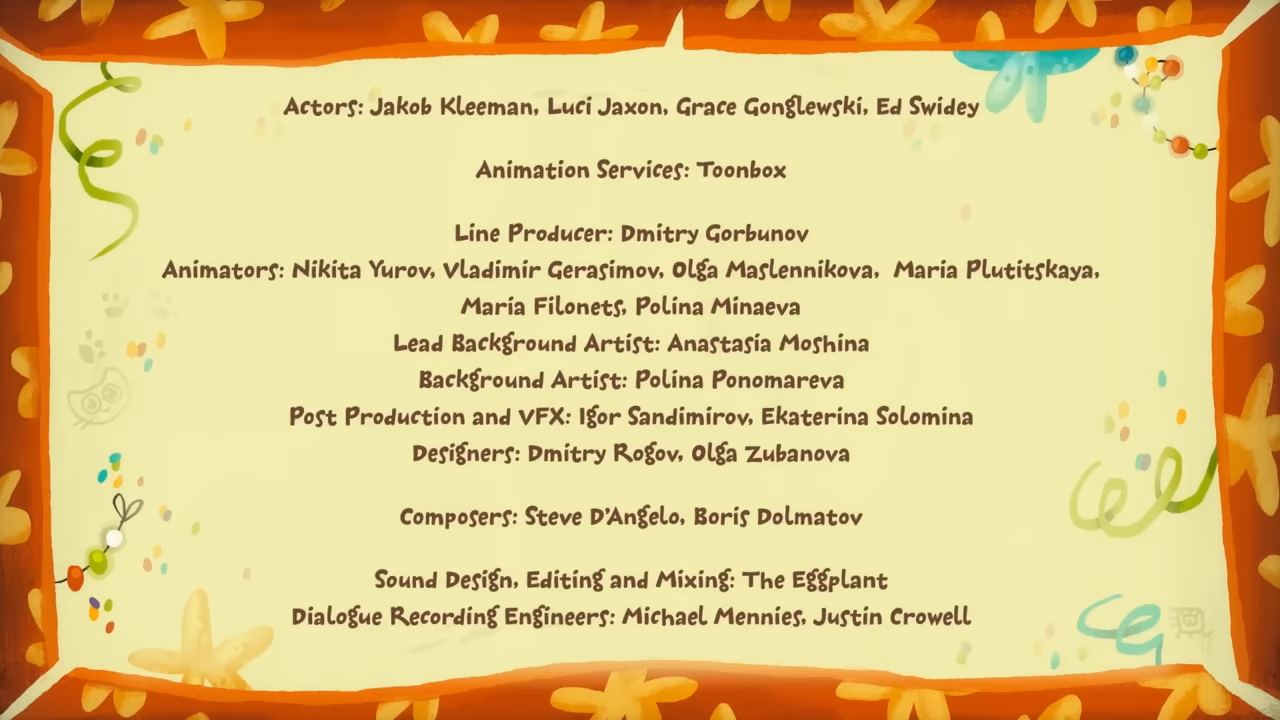 Actors: Jakob Kleeman, Luci Jaxon, Grace Gonglewski, Ed Swidey
Animation Services: Toonbox
Line Producer: Dmitry Gorbunov
Animators: Nikita Yurov, Vladimir Gerasimov, Olga Maslennikova, Maria Plutitskaya,
Maria Filonets, Polina Minaeva
Lead Background Artist: Anastasia Moshina
Background Artist: Polina Ponomareva
Post Production and VFX: Igor Sandimirov, Ekaterina Solomina
Designers: Dmitry Rogov, Olga Zubanova
Composers: Steve D'Angelo, Boris Dolmatov
Sound Design, Editing and Mixing: The Eggplant
Dialogue Recording Engineers: Michael Mennies, Justin Crowell